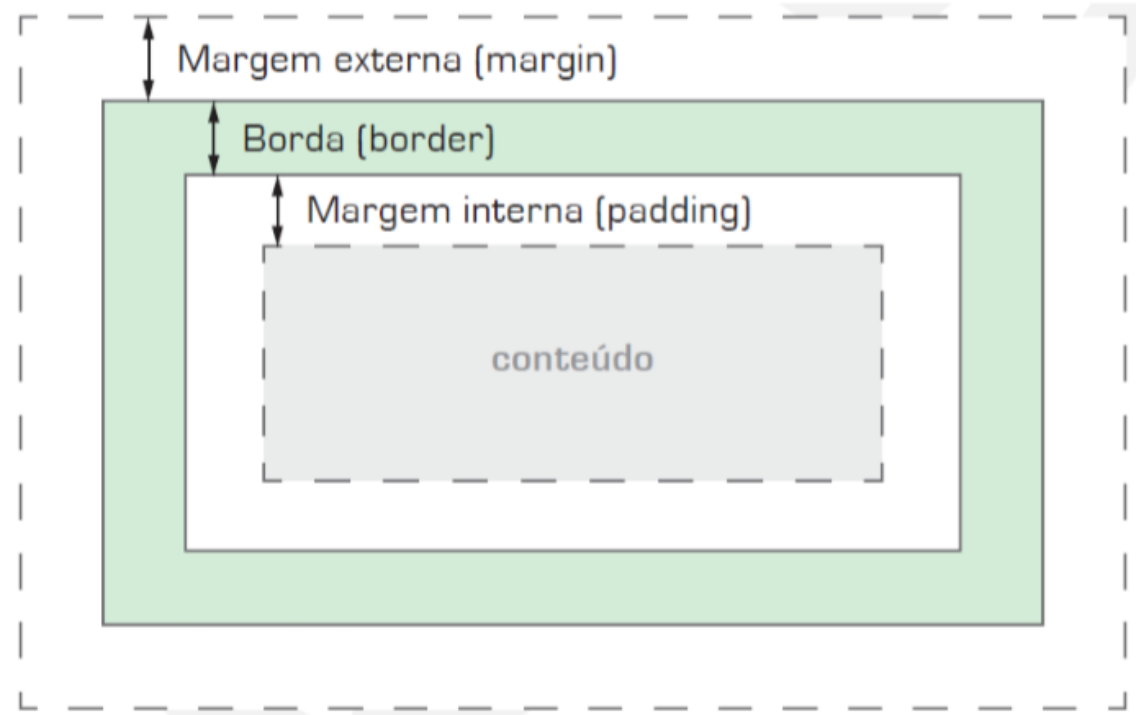 Margem externa (margin)
Borda (border)
Margem interna (padding)
conteúdo